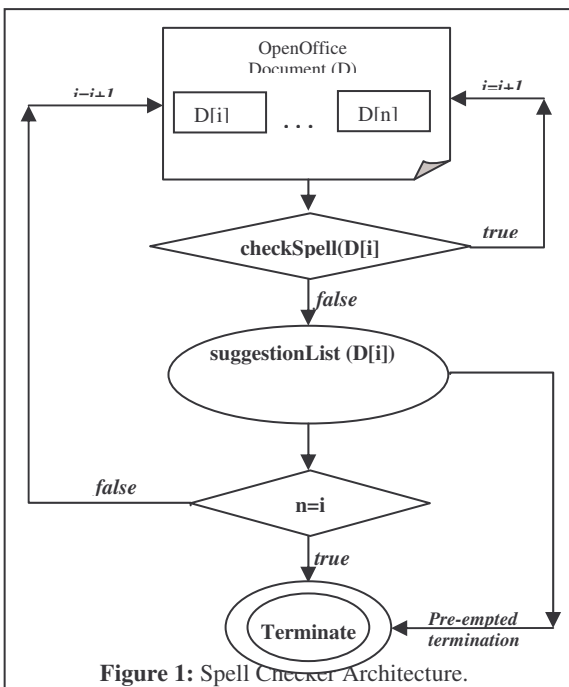 OpenOffice
Document (D)
i=i+1
i=i+1
D[i]
. . .
D[n]
checkSpell(D[i]
true
false
suggestionList (D[i])
false
n=i
true
Terminate
Pre-empted
termination
Figure 1: Spell Checker Architecture.